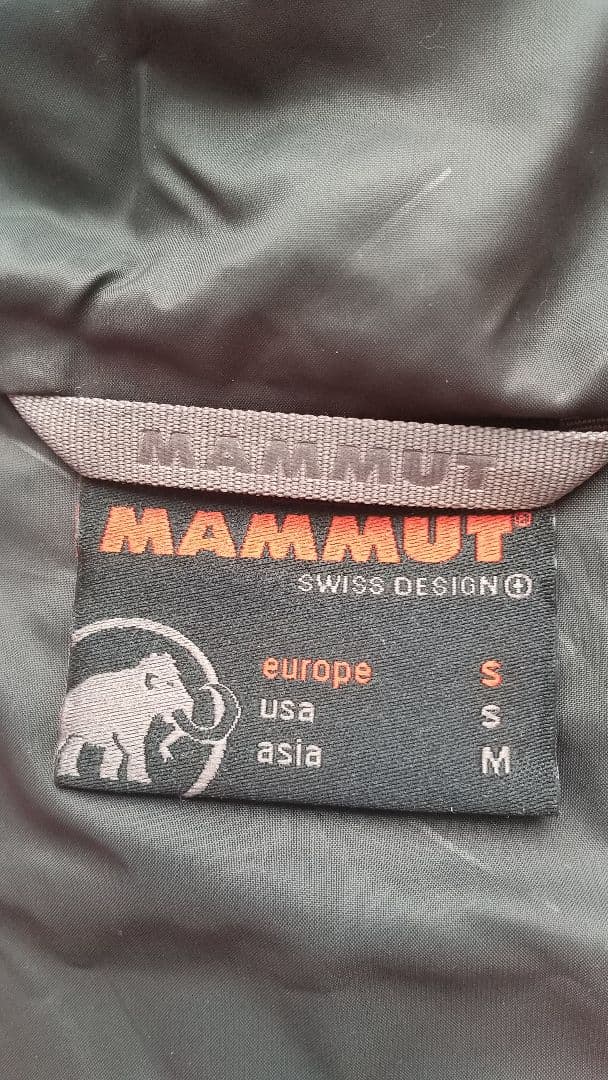 MAMMUT
MAMMUT®
SWISS DESIGN
europe S
usa S
asia M